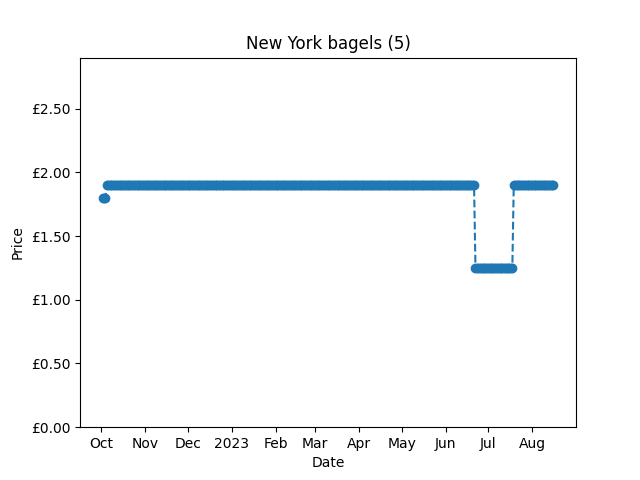 New York bagels (5)
£2.50
£2.00
£1.50
£1.00
£0.50
£0.00
Price
Oct Nov Dec 2023 Feb Mar Apr May Jun Jul Aug
Date